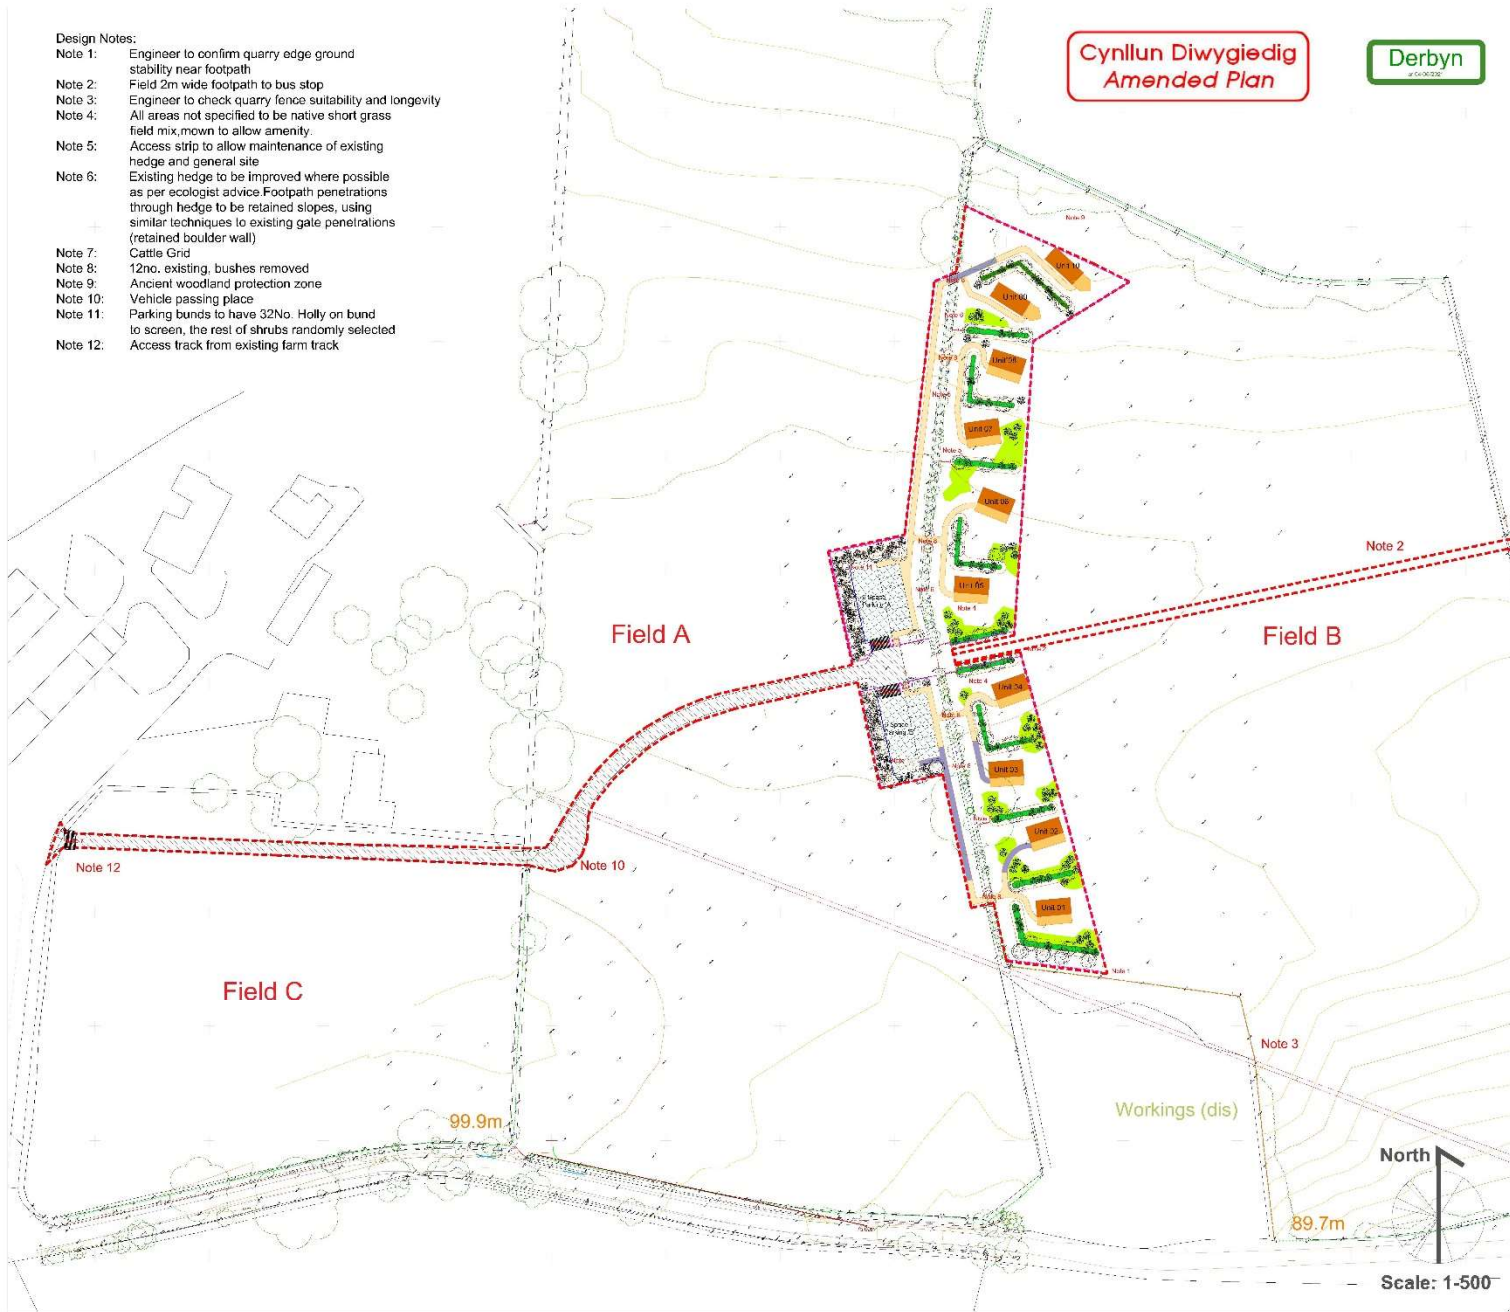 Design Notes:
Note 1: Engineer to confirm quarry edge ground
stability near footpath
Note 2: Field 2m wide footpath to bus stop
Note 3: Engineer to check quarry fence suitability and longevity
Note 4: All areas not specified to be native short grass
field mix,mown to allow amenity.
Note 5: Access strip to allow maintenance of existing
hedge and general site
Note 6: Existing hedge to be improved where possible
as per ecologist advice.Footpath penetrations
through hedge to be retained slopes, using
similar techniques to existing gate penetrations
(retained boulder wall)
Note 7: Cattle Grid
Note 8: 12no. existing, bushes removed
Note 9: Ancient woodland protection zone
Note 10: Vehicle passing place
Note 11: Parking bunds to have 32No. Holly on bund
to screen, the rest of shrubs randomly selected
Note 12: Access track from existing farm track
Cynllun Diwygiedig
Amended Plan
Derbyn
Note 9
Unit 10
Unit 09
Unit 08
Unit 07
Unit 06
Unit 05
Note 2
Field A
Field B
Note 4
Unit 04
Unit 03
Unit 02
Unit 01
Note 12
Note 10
Note 1
Field C
Note 3
99.9m
Workings (dis)
North
89.7m
Scale: 1-500